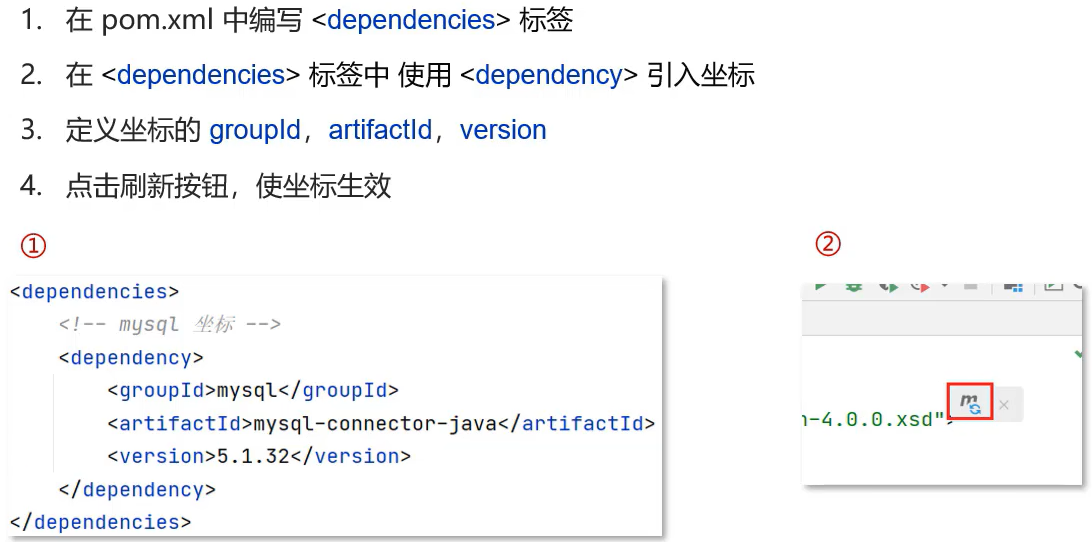 1. 在 pom.xml 中编写 <dependencies> 标签
2. 在 <dependencies> 标签中 使用 <dependency> 引入坐标
3. 定义坐标的 groupId，artifactId，version
4. 点击刷新按钮，使坐标生效
①
<dependencies>
<!-- mysql 坐标 -->
<dependency>
<groupId>mysql</groupId>
<artifactId>mysql-connector-java</artifactId>
<version>5.1.32</version>
</dependency>
</dependencies>
②
m
-4.0.0.xsd">